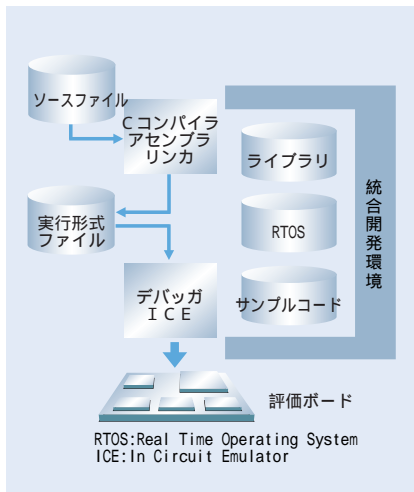 ソースファイル
Cコンパイラ
アセンブラ
リンカ
ライブラリ
実行形式
ファイル
RTOS
統合開発環境
デバッガ
ICE
サンプルコード
評価ボード
RTOS:Real Time Operating System
ICE:In Circuit Emulator